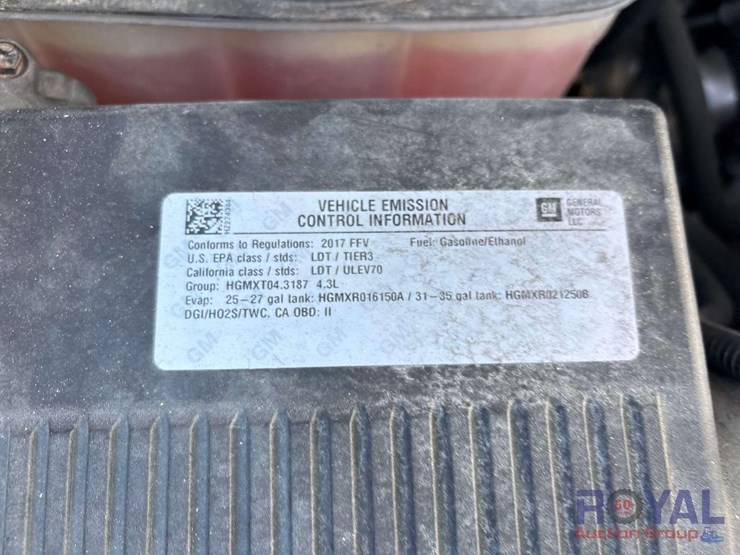 VEHICLE EMISSION
CONTROL INFORMATION
GM
GENERAL
MOTORS
LLC
Conforms to Regulations: 2017 FFV Fuel: Gasoline/Ethanol
U.S. EPA class / stds: LDT / TIER3
California class / stds: LDT / ULEV70
Group: HGMXT04.3187 4.3L
Evap: 25-27 gal tank: HGMXR016150A / 31-35 gal tank: HGMXR021250B
DGI/HO2S/TWC, CA OBD: II
ROYAL
Auction Group